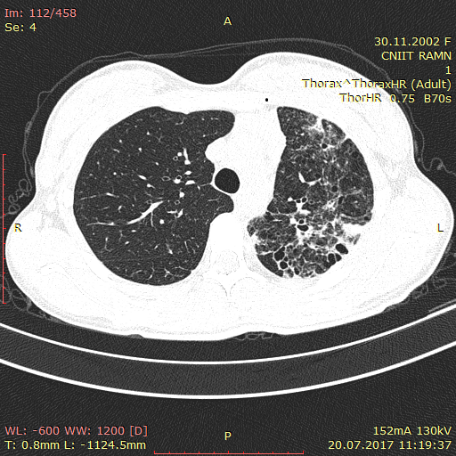 Im: 112/458
Se: 4
A
30.11.2002 F
CNIIT RAMN
1
Thorax^ThoraxHR (Adult)
ThorHR 0.75 B70s
R
L
WL: -600 WW: 1200 [D]
T: 0.8mm L: -1124.5mm
P
152mA 130kV
20.07.2017 11:19:37